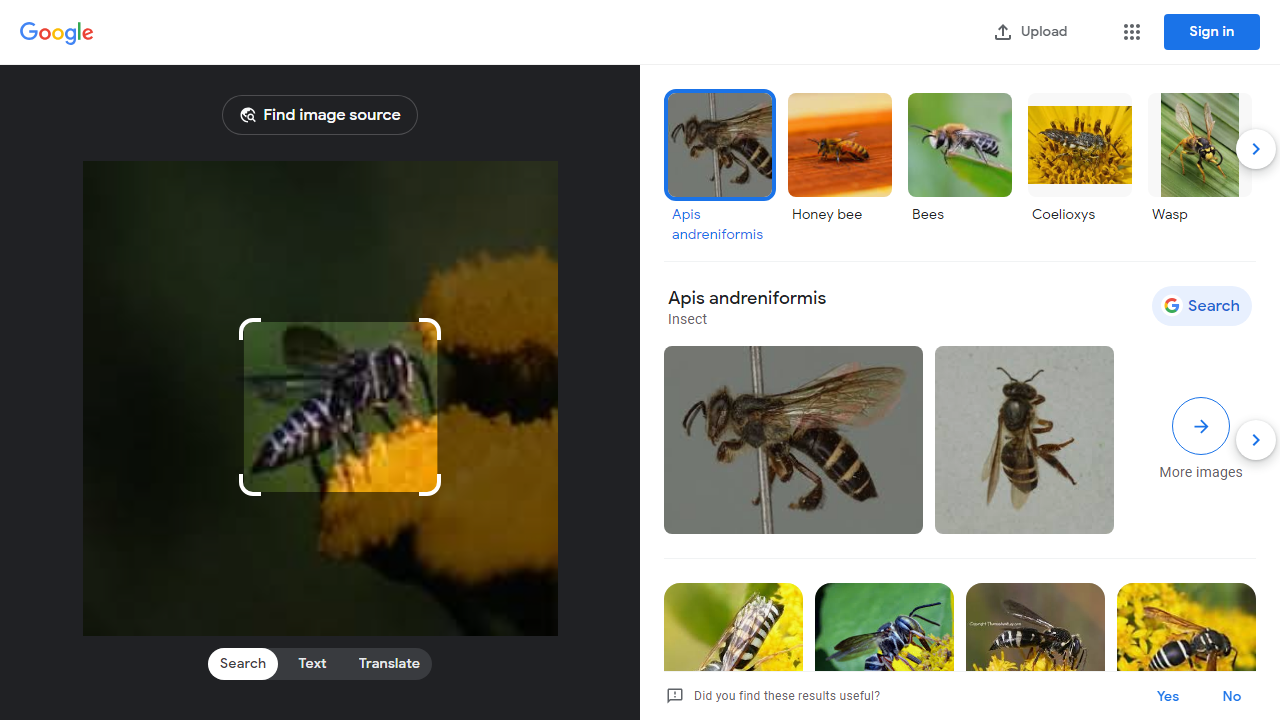 Google
Upload
Sign in
Find image source
Apis
andreniformis
Honey bee
Bees
Coelioxys
Wasp
Apis andreniformis
Insect
Search
More images
Search
Text
Translate
Did you find these results useful?
Yes
No